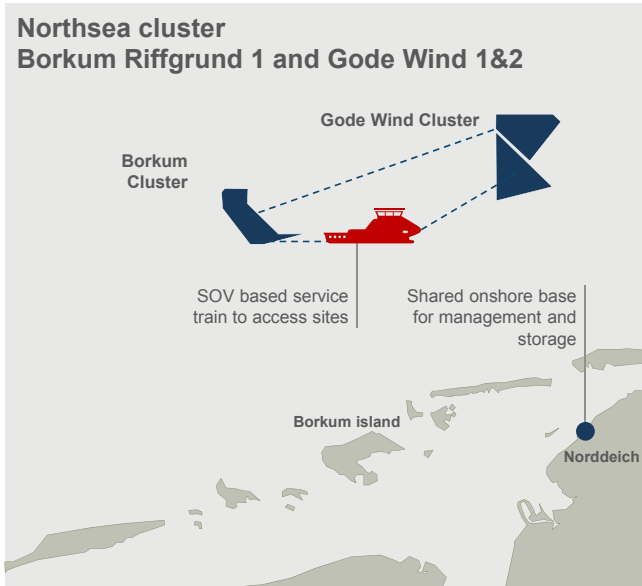 Northsea cluster
Borkum Riffgrund 1 and Gode Wind 1&2
Gode Wind Cluster
Borkum
Cluster
SOV based service
train to access sites
Shared onshore base
for management and
storage
Borkum island
Norddeich